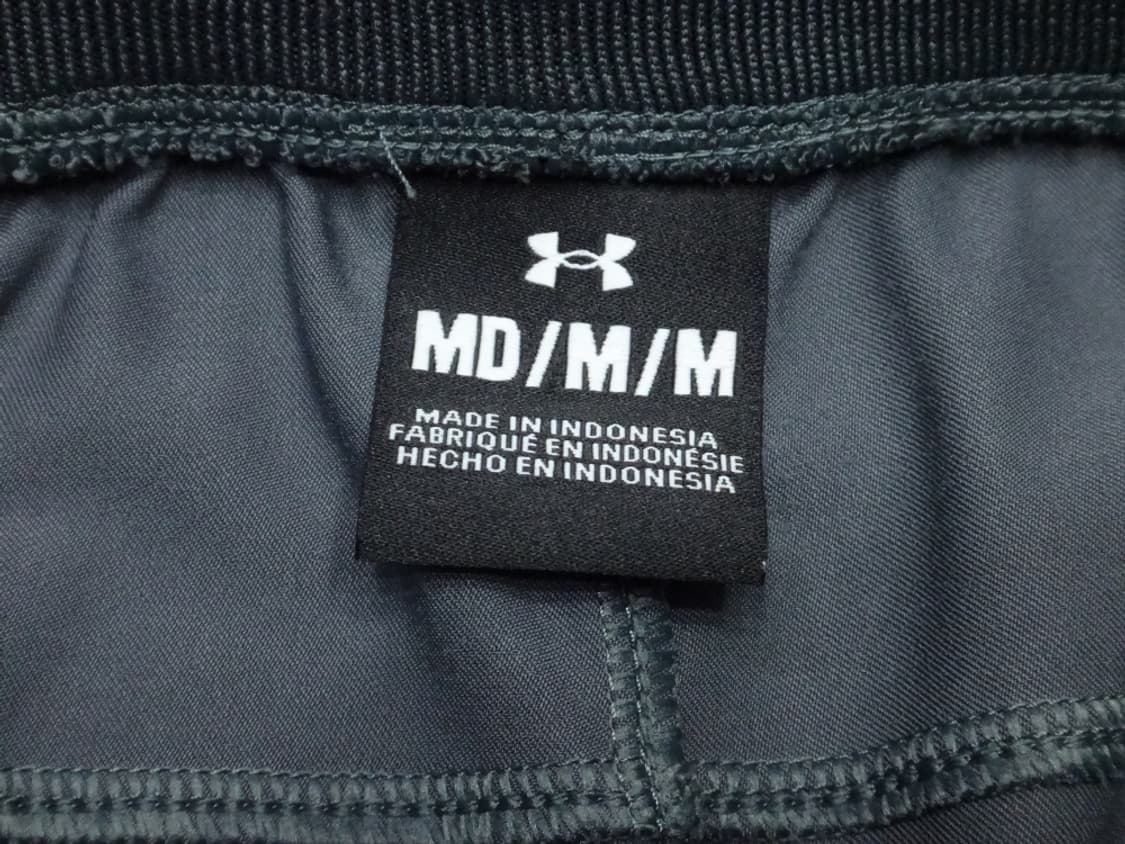 MD/M/M
MADE IN INDONESIA
FABRIQUÉ EN INDONÉSIE
HECHO EN INDONESIA